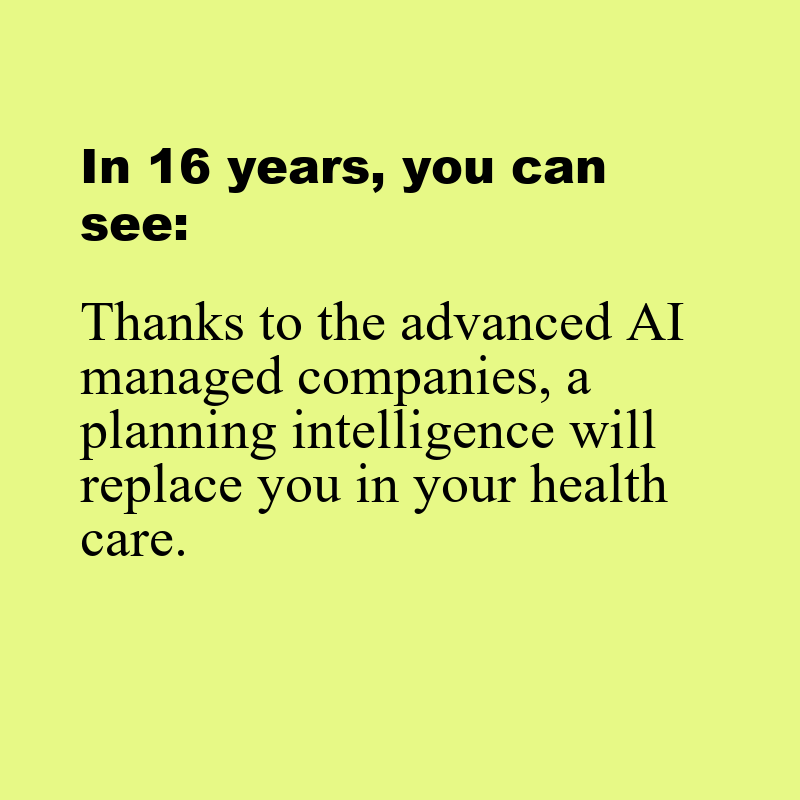 In 16 years, you can
see:
Thanks to the advanced AI
managed companies, a
planning intelligence will
replace you in your health
care.